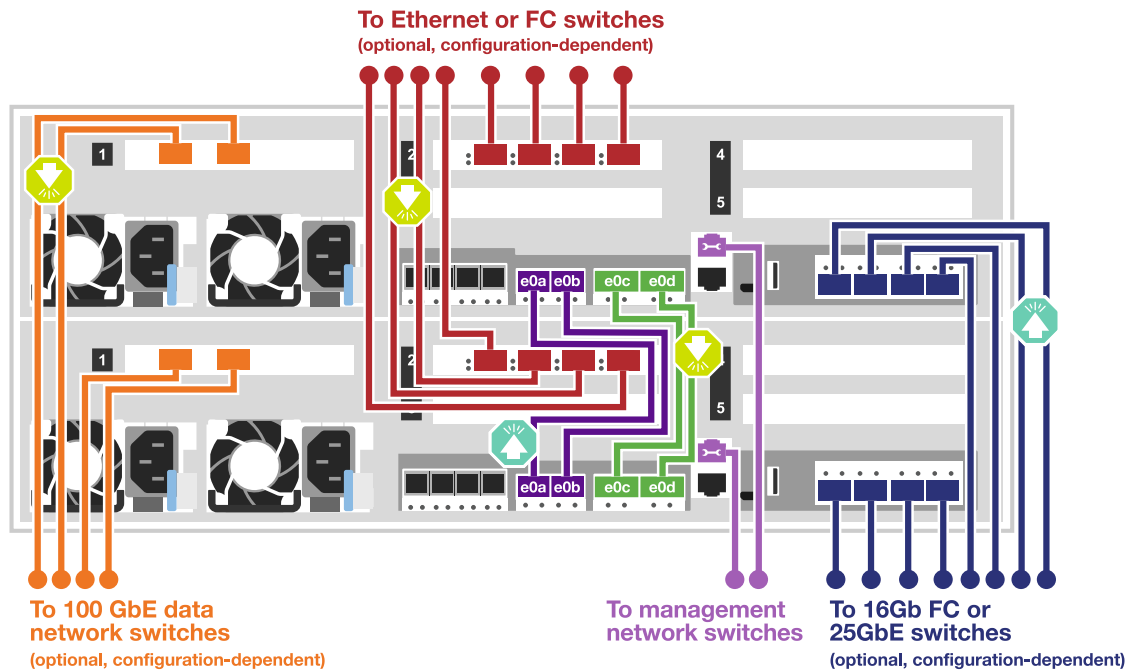 To Ethernet or FC switches
(optional, configuration-dependent)
1
2
4
5
e0a e0b e0c e0d
1
2
5
e0a e0b e0c e0d
To 100 GbE data
network switches
(optional, configuration-dependent)
To management
network switches
To 16Gb FC or
25GbE switches
(optional, configuration-dependent)